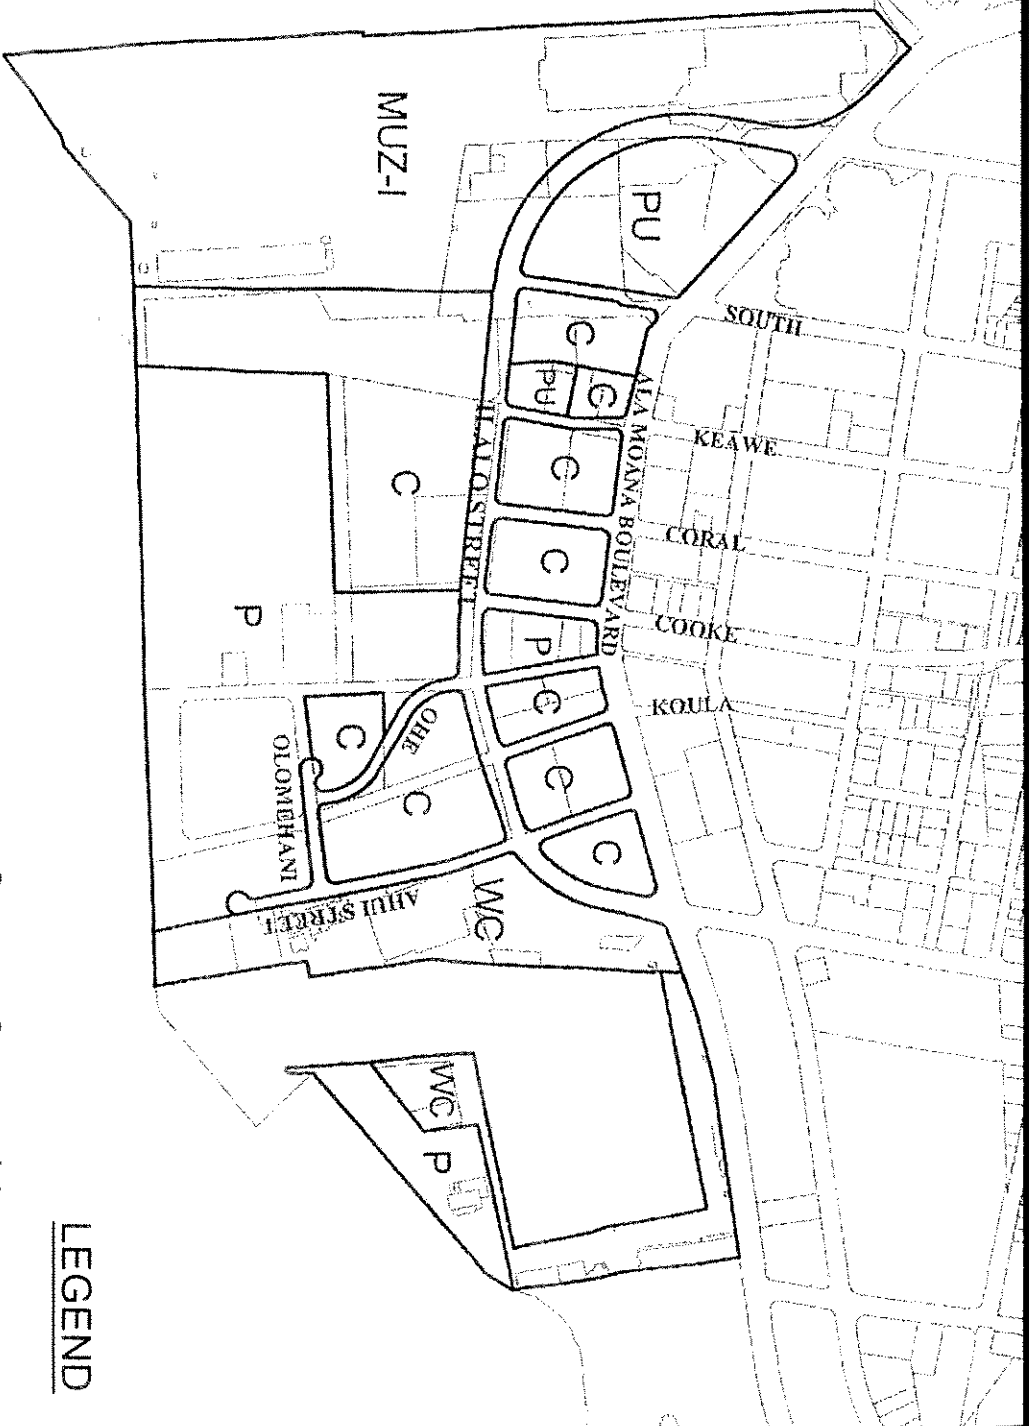 MUZ-I
PU
SOUTH
C
C
PU
ALA MOANA BOULEVARD
KEAWE
ILALO STREET
C
C
CORAL
C
COOKE
P
P
KOULA
C
OHE
C
C
C
OLOMEHANI
C
AHUI STREET
WC
WC
P
LEGEND